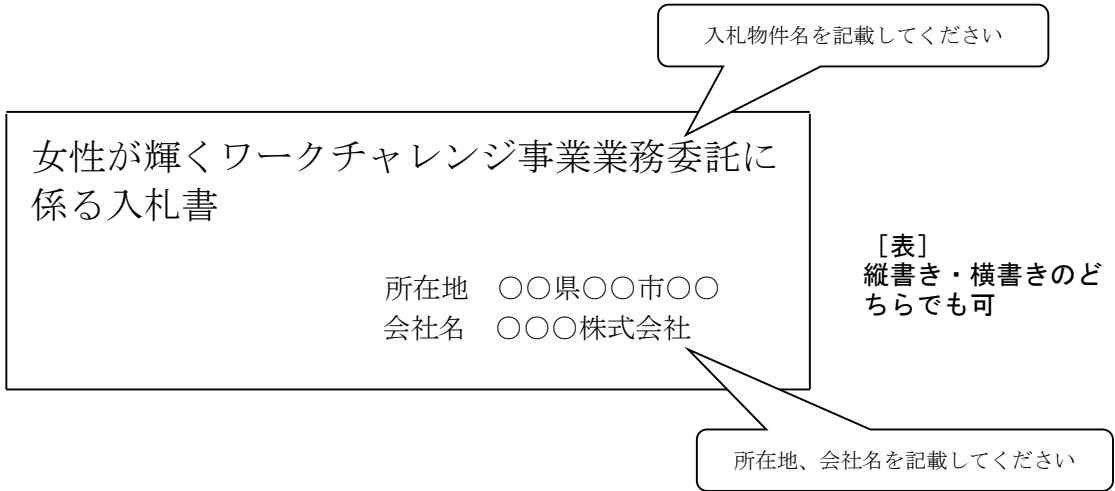 入札物件名を記載してください
女性が輝くワークチャレンジ事業業務委託に
係る入札書
所在地　○○県○○市○○
会社名　○○○株式会社
［表］
縦書き・横書きのど
ちらでも可
所在地、会社名を記載してください